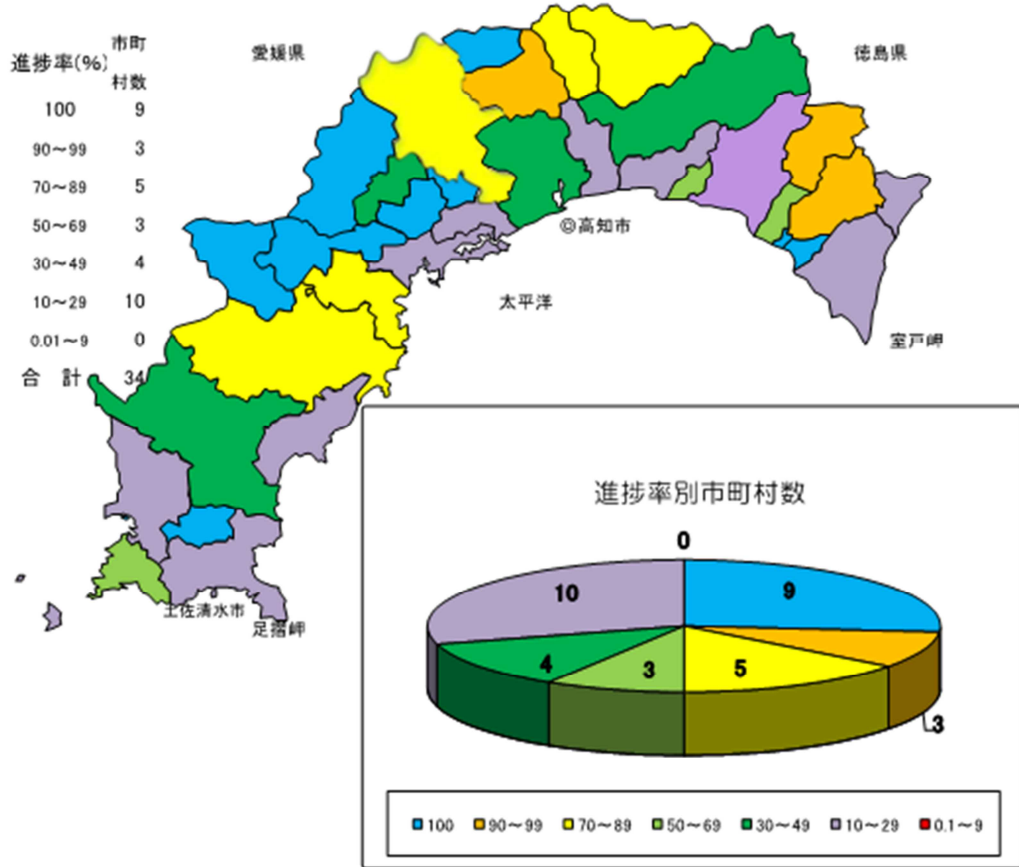 市町
進捗率(%)
村数
100 9
90～99 3
70～89 5
50～69 3
30～49 4
10～29 10
0.01～9 0
合 計 34
愛媛県
徳島県
◎高知市
太平洋
室戸岬
土佐清水市
足摺岬
進捗率別市町村数
0
10
9
4
3
5
3
100
90～99
70～89
50～69
30～49
10～29
0.1～9